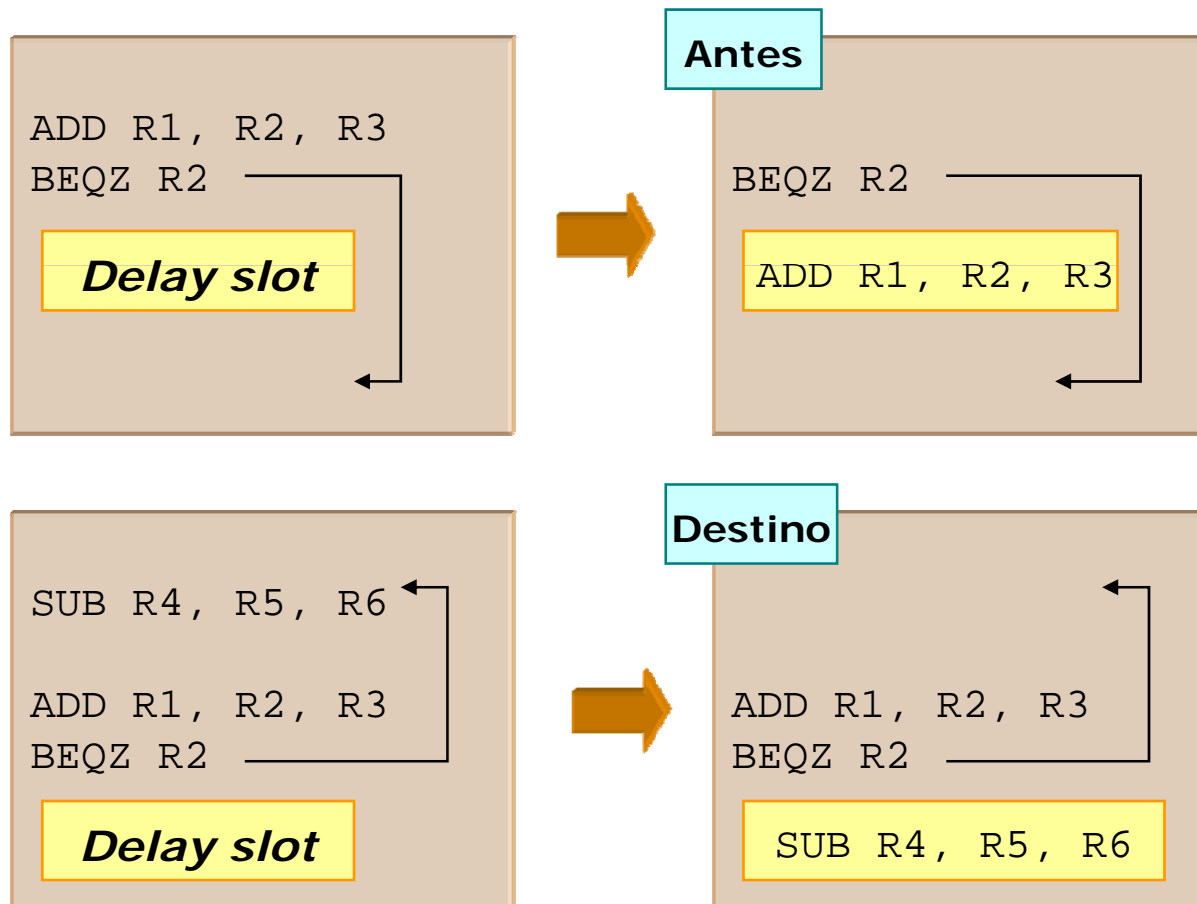 ADD R1, R2, R3
BEQZ R2
Delay slot
Antes
BEQZ R2
ADD R1, R2, R3
SUB R4, R5, R6
ADD R1, R2, R3
BEQZ R2
Delay slot
Destino
ADD R1, R2, R3
BEQZ R2
SUB R4, R5, R6